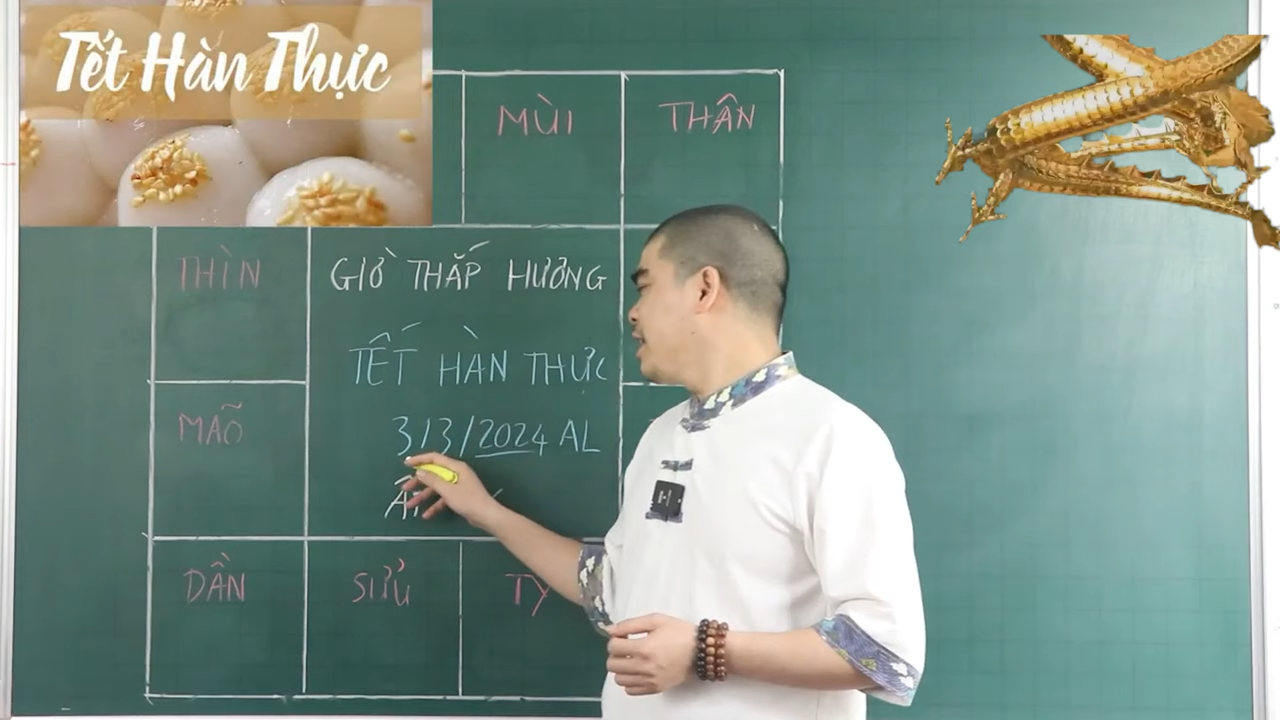 Tết Hàn Thực
MÙI
THÂN
THÌN
GIỜ THẮP HƯƠNG
TẾT HÀN THỰC
3/3/2024 AL
MÃO
DẦN
SỬU
TÝ